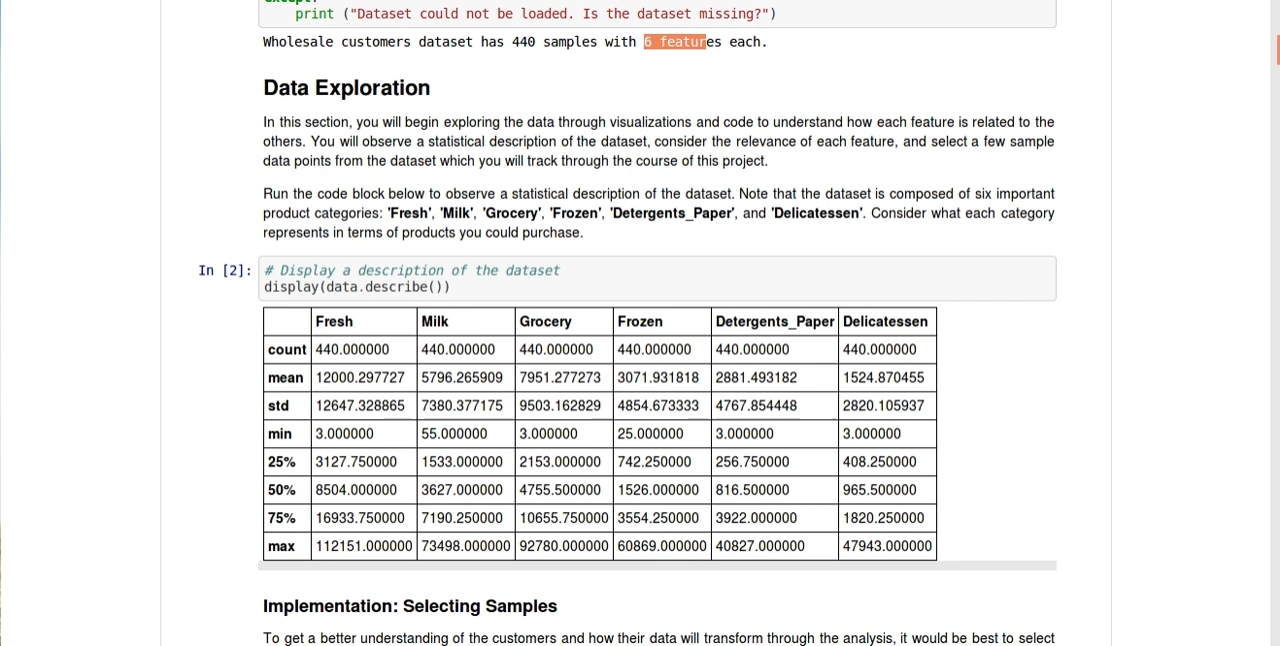 print ("Dataset could not be loaded. Is the dataset missing?")
Wholesale customers dataset has 440 samples with 6 features each.
Data Exploration
In this section, you will begin exploring the data through visualizations and code to understand how each feature is related to the
others. You will observe a statistical description of the dataset, consider the relevance of each feature, and select a few sample
data points from the dataset which you will track through the course of this project.
Run the code block below to observe a statistical description of the dataset. Note that the dataset is composed of six important
product categories: 'Fresh', 'Milk', 'Grocery', 'Frozen', 'Detergents_Paper', and 'Delicatessen'. Consider what each category
represents in terms of products you could purchase.
In [2]: # Display a description of the dataset
display(data.describe())
Fresh Milk Grocery Frozen Detergents_Paper Delicatessen
count 440.000000 440.000000 440.000000 440.000000 440.000000 440.000000
mean 12000.297727 5796.265909 7951.277273 3071.931818 2881.493182 1524.870455
std 12647.328865 7380.377175 9503.162829 4854.673333 4767.854448 2820.105937
min 3.000000 55.000000 3.000000 25.000000 3.000000 3.000000
25% 3127.750000 1533.000000 2153.000000 742.250000 256.750000 408.250000
50% 8504.000000 3627.000000 4755.500000 1526.000000 816.500000 965.500000
75% 16933.750000 7190.250000 10655.750000 3554.250000 3922.000000 1820.250000
max 112151.000000 73498.000000 92780.000000 60869.000000 40827.000000 47943.000000
Implementation: Selecting Samples
To get a better understanding of the customers and how their data will transform through the analysis, it would be best to select